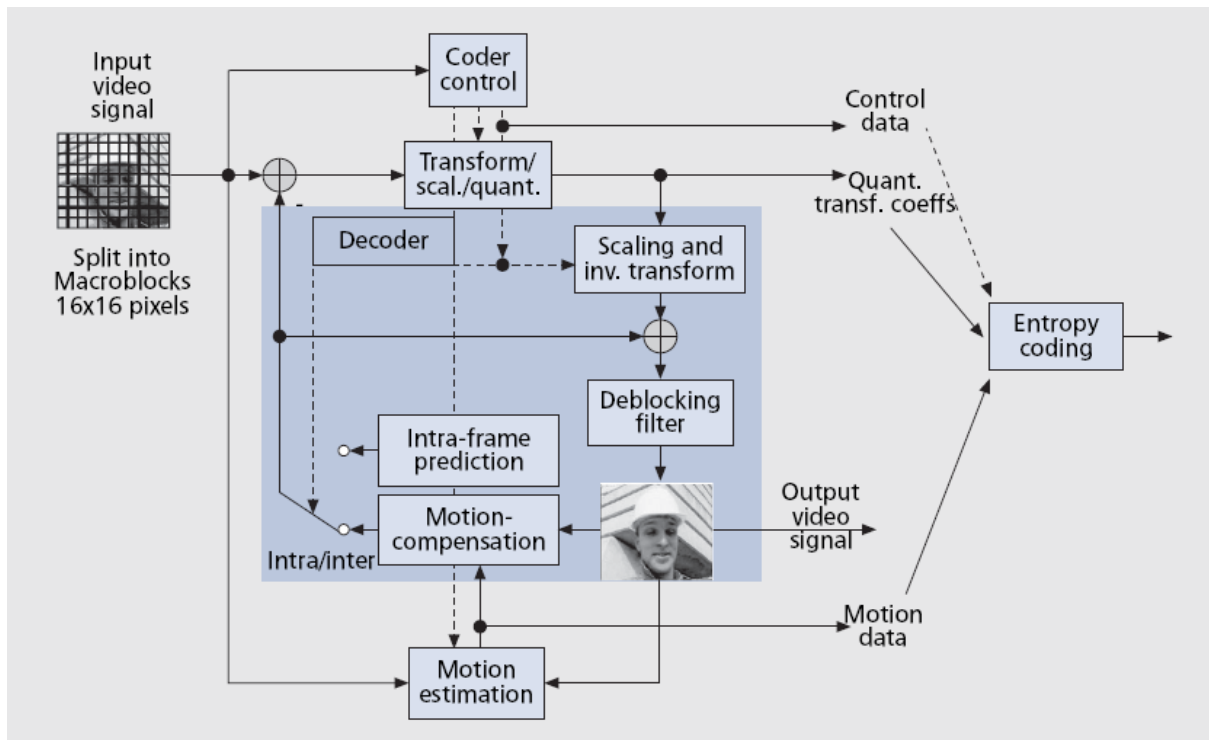 Input
video
signal
Split into
Macroblocks
16x16 pixels
Coder
control
Transform/
scal./quant.
-
Decoder
Scaling and
inv. transform
Deblocking
filter
Intra-frame
prediction
Motion-
compensation
Intra/inter
Motion
estimation
Control
data
Quant.
transf. coeffs
Entropy
coding
Output
video
signal
Motion
data